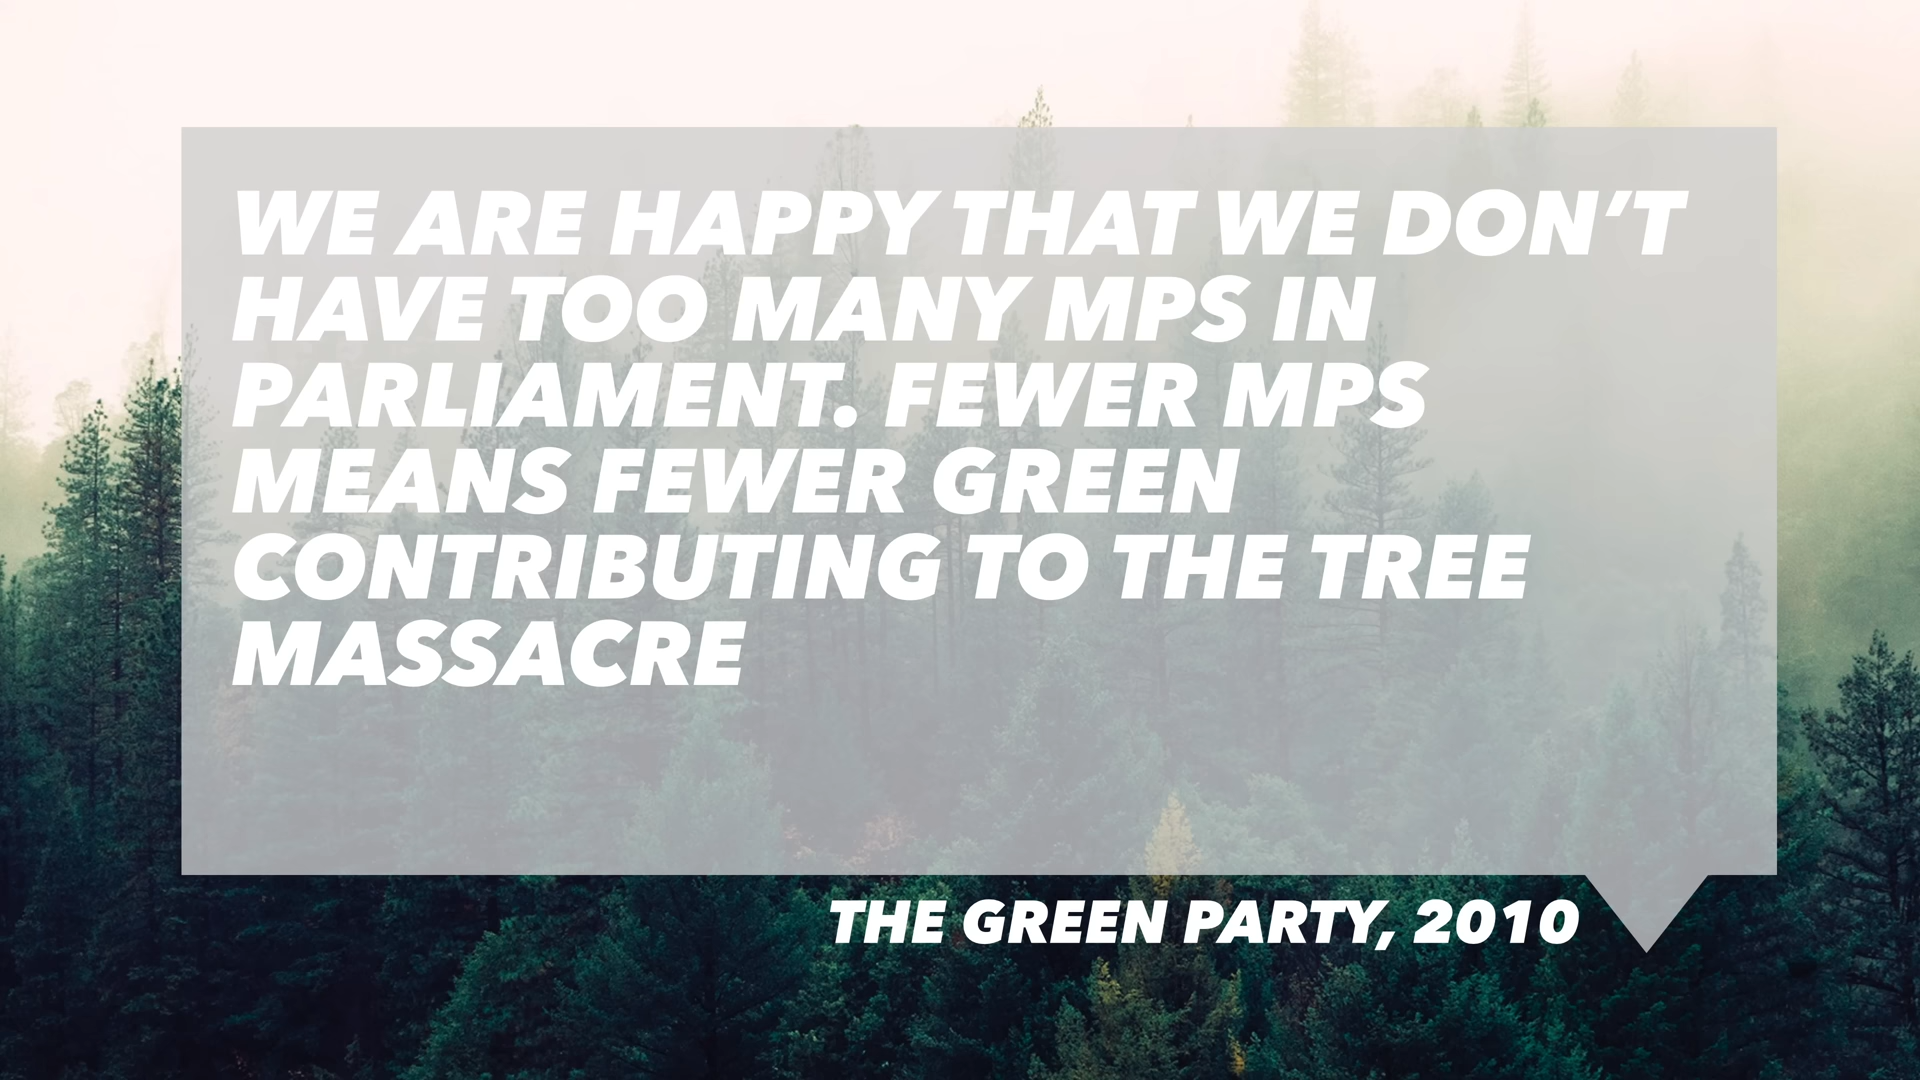 WE ARE HAPPY THAT WE DON’T
HAVE TOO MANY MPS IN
PARLIAMENT. FEWER MPS
MEANS FEWER GREEN
CONTRIBUTING TO THE TREE
MASSACRE
THE GREEN PARTY, 2010